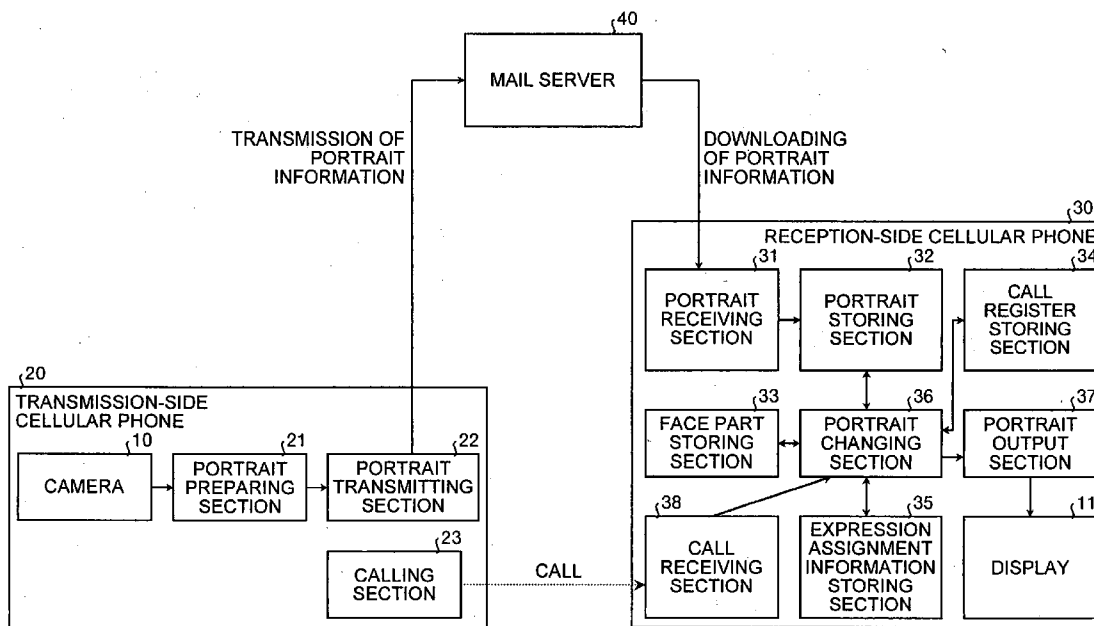 40
MAIL SERVER
TRANSMISSION OF
PORTRAIT
INFORMATION
DOWNLOADING
OF PORTRAIT
INFORMATION
30
RECEPTION-SIDE CELLULAR PHONE
31
PORTRAIT
RECEIVING
SECTION
32
PORTRAIT
STORING
SECTION
34
CALL
REGISTER
STORING
SECTION
20
TRANSMISSION-SIDE
CELLULAR PHONE
10
CAMERA
21
PORTRAIT
PREPARING
SECTION
22
PORTRAIT
TRANSMITTING
SECTION
23
CALLING
SECTION
CALL
33
FACE PART
STORING
SECTION
36
PORTRAIT
CHANGING
SECTION
37
PORTRAIT
OUTPUT
SECTION
38
CALL
RECEIVING
SECTION
35
EXPRESSION
ASSIGNMENT
INFORMATION
STORING
SECTION
11
DISPLAY